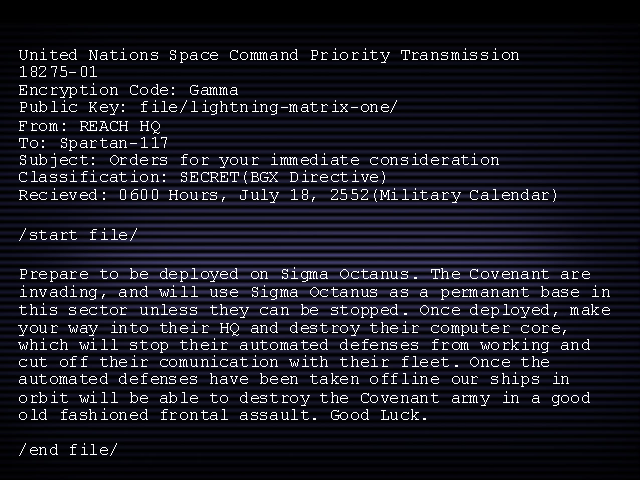 United Nations Space Command Priority Transmission
18275-01
Encryption Code: Gamma
Public Key: file/lightning-matrix-one/
From: REACH HQ
To: Spartan-117
Subject: Orders for your immediate consideration
Classification: SECRET(BGX Directive)
Recieved: 0600 Hours, July 18, 2552(Military Calendar)
/start file/
Prepare to be deployed on Sigma Octanus. The Covenant are
invading, and will use Sigma Octanus as a permanant base in
this sector unless they can be stopped. Once deployed, make
your way into their HQ and destroy their computer core,
which will stop their automated defenses from working and
cut off their comunication with their fleet. Once the
automated defenses have been taken offline our ships in
orbit will be able to destroy the Covenant army in a good
old fashioned frontal assault. Good Luck.
/end file/